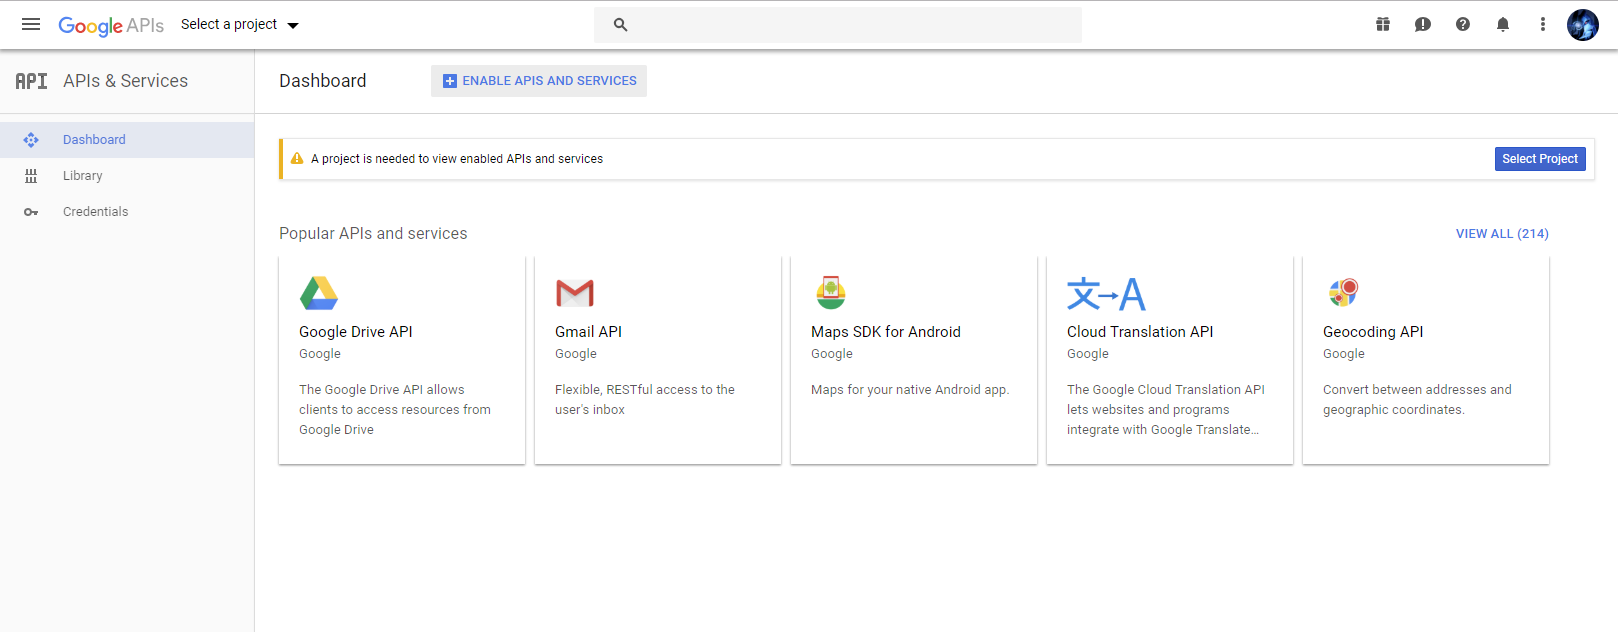 Google APIs Select a project
API APIs & Services
Dashboard
ENABLE APIS AND SERVICES
Dashboard
Library
Credentials
A project is needed to view enabled APIs and services
Select Project
Popular APIs and services
VIEW ALL (214)
Google Drive API
Google
The Google Drive API allows
clients to access resources from
Google Drive
Gmail API
Google
Flexible, RESTful access to the
user's inbox
Maps SDK for Android
Google
Maps for your native Android app.
文→A
Cloud Translation API
Google
The Google Cloud Translation API
lets websites and programs
integrate with Google Translate...
Geocoding API
Google
Convert between addresses and
geographic coordinates.